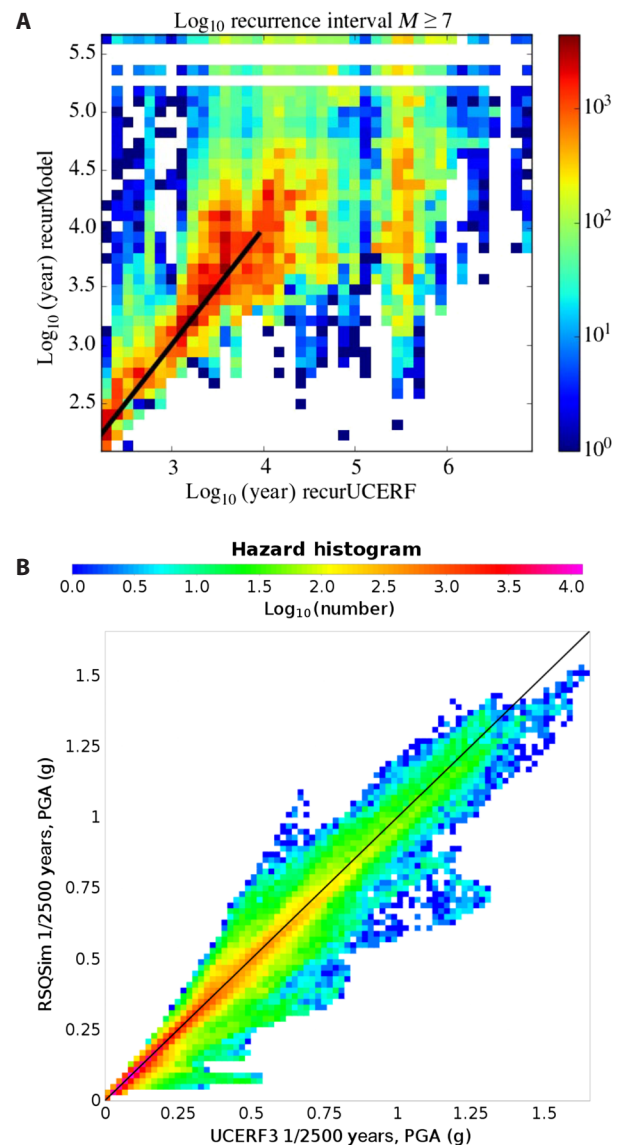 A
Log10 recurrence interval M ≥ 7
5.5
5.0
4.5
4.0
3.5
3.0
2.5
Log10 (year) recurModel
3 4 5 6
Log10 (year) recurUCERF
10^3
10^2
10^1
10^0
B
Hazard histogram
0.0 0.5 1.0 1.5 2.0 2.5 3.0 3.5 4.0
Log10(number)
1.5
1.25
1
0.75
0.5
0.25
0
RSQSim 1/2500 years, PGA (g)
0 0.25 0.5 0.75 1 1.25 1.5
UCERF3 1/2500 years, PGA (g)